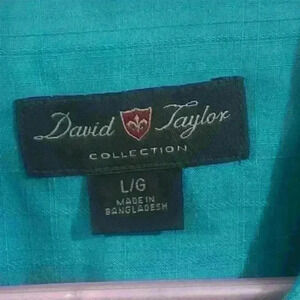 David Taylor
COLLECTION
L/G
MADE IN
BANGLADESH